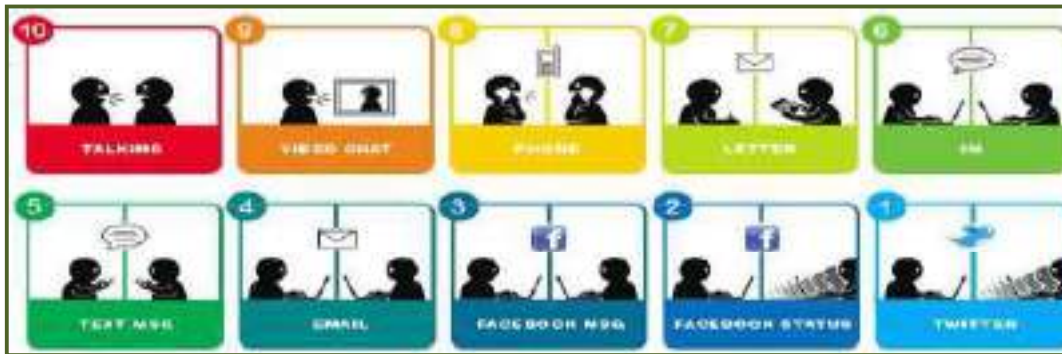 10 9 8 7 6
TALKING VIDEO CHAT PHONE LETTER IM
5 4 3 2 1
TEXT MSG EMAIL FACEBOOK MSG FACEBOOK STATUS TWITTER